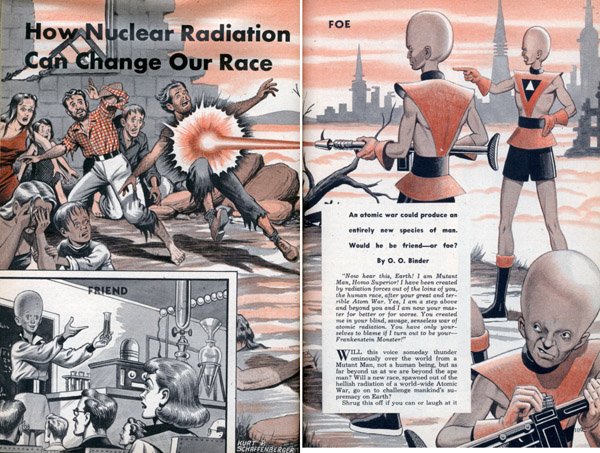 How Nuclear Radiation
Can Change Our Race
FRIEND
KURT
SCHAFFENBERGER
FOE
An atomic war could produce an
entirely new species of man.
Would he be friend—or foe?
By O. O. Binder
"Now hear this, Earth! I am Mutant
Man, Homo Superior! I have been created
by radiation forces out of the loins of you,
the human race, after your great and ter-
rible Atom War. Yes, I am a step above
and beyond you and I am now your mas-
ter for better or for worse. You created
me in your blind, savage, senseless war of
atomic radiation. You have only your-
selves to blame if I turn out to be your—
Frankenstein Monster!"
WILL this voice someday thunder
ominously over the world from a
Mutant Man, not a human being, but as
far beyond us as we are beyond the ape
man? Will a new race, spawned out of the
hellish radiation of a world-wide Atomic
War, go on to challenge mankind's su-
premacy on Earth?
Shrug this off if you can or laugh at it